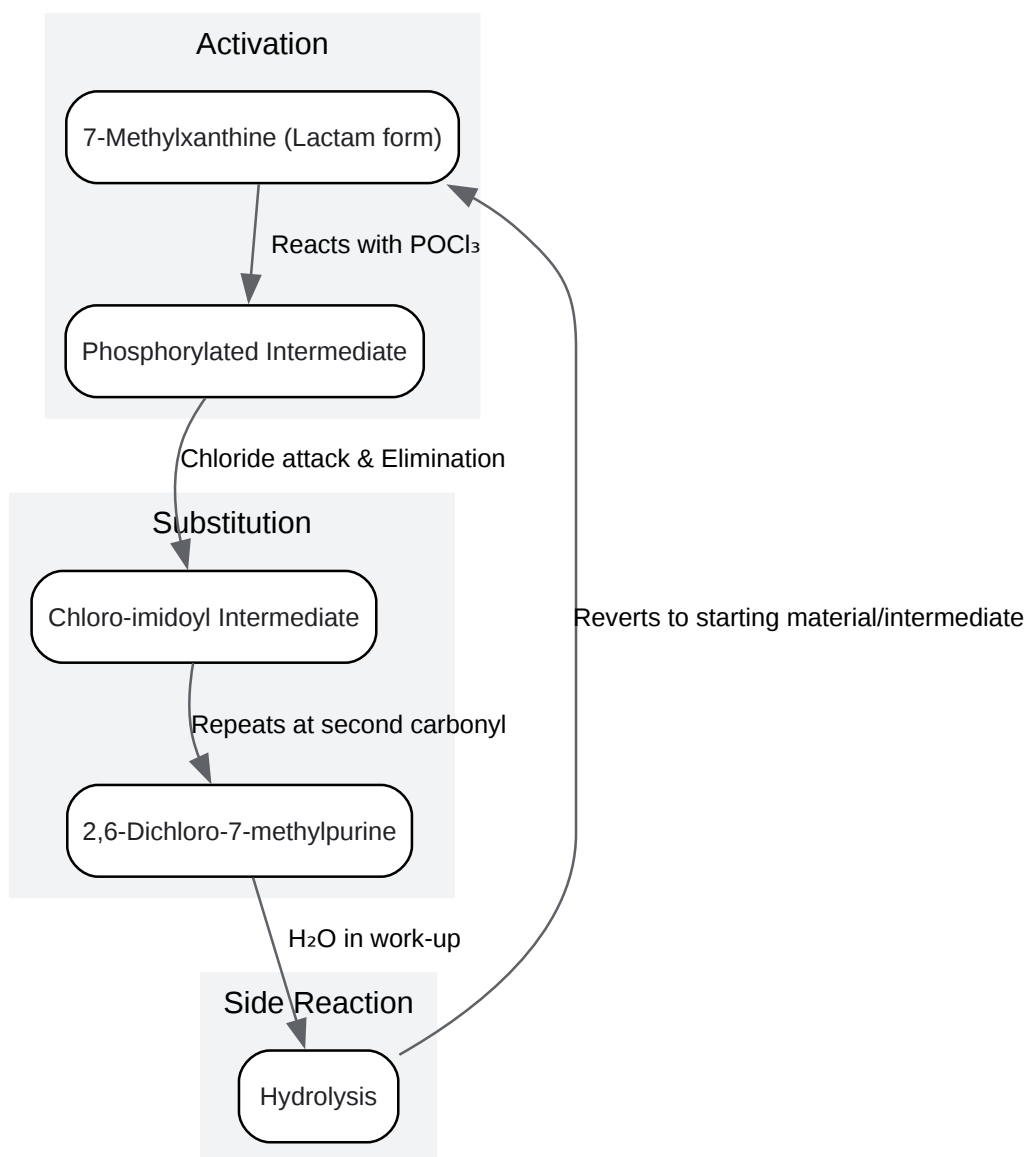 Activation
7-Methylxanthine (Lactam form)
Reacts with POCl₃
Phosphorylated Intermediate
Chloride attack & Elimination
Substitution
Chloro-imidoyl Intermediate
Reverts to starting material/intermediate
Repeats at second carbonyl
2,6-Dichloro-7-methylpurine
H₂O in work-up
Side Reaction
Hydrolysis